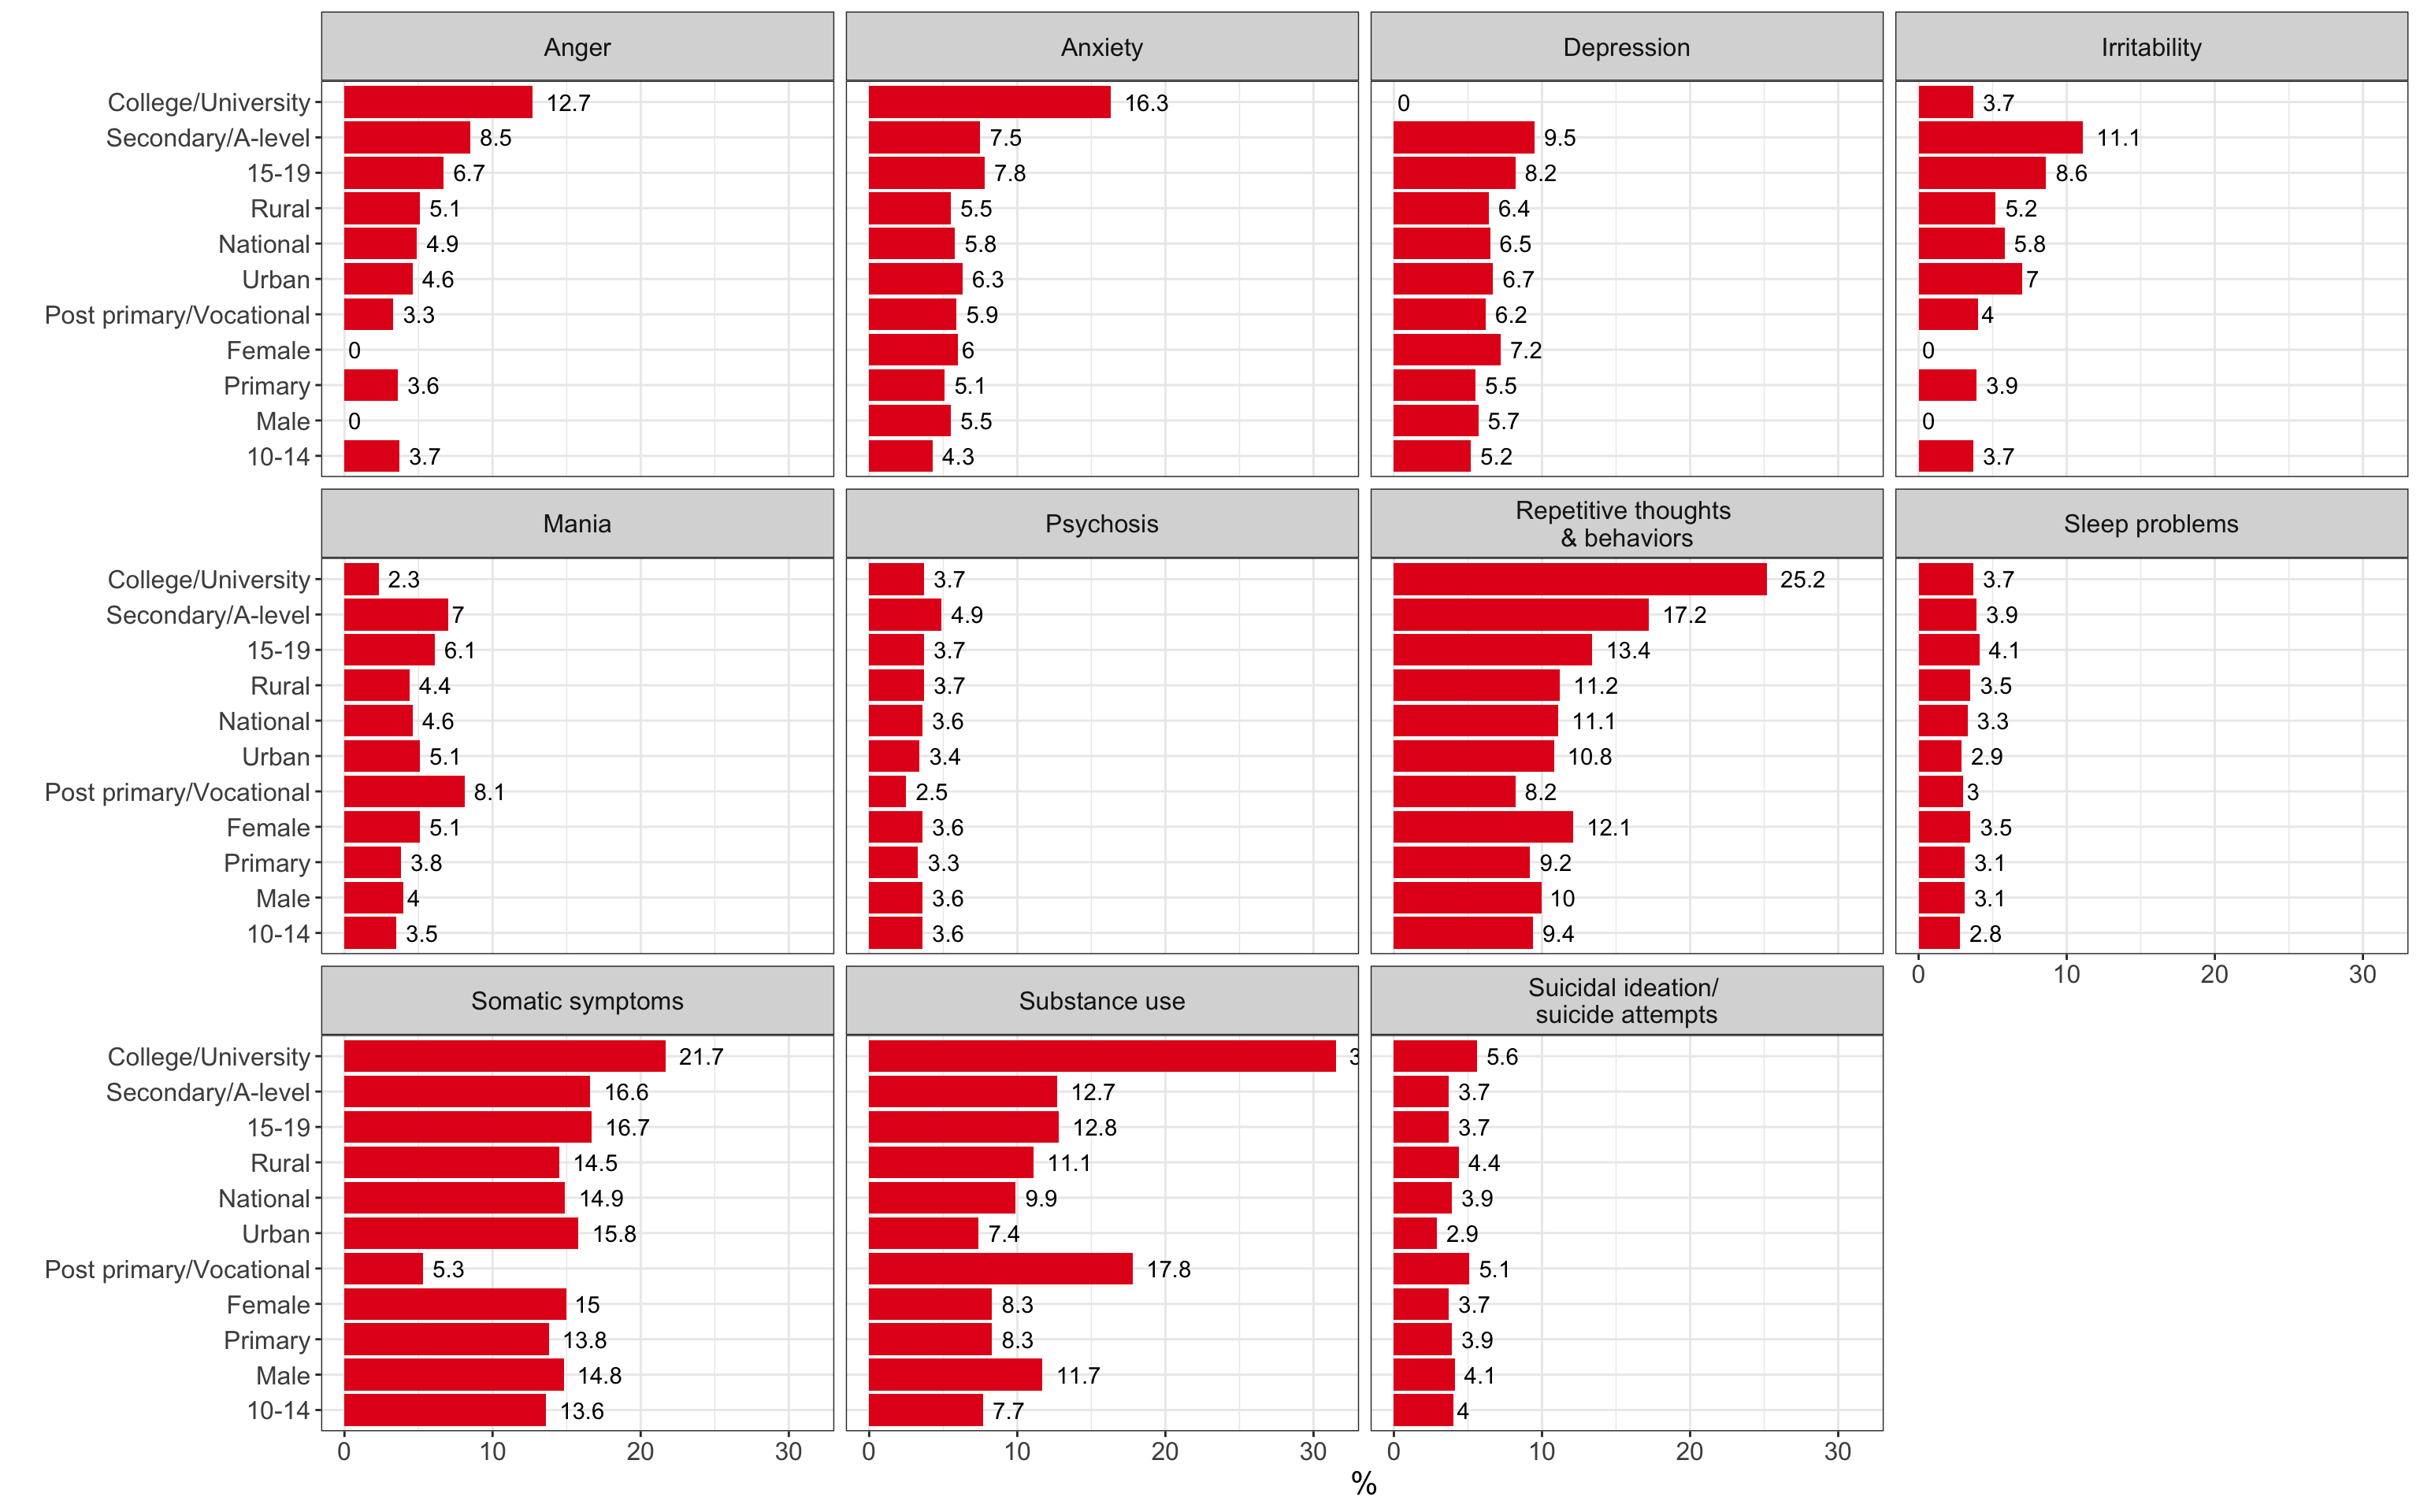 Anger Anxiety Depression Irritability
College/University 12.7 16.3 0 3.7
Secondary/A-level 8.5 7.5 9.5 11.1
15-19 6.7 7.8 8.2 8.6
Rural 5.1 5.5 6.4 5.2
National 4.9 5.8 6.5 5.8
Urban 4.6 6.3 6.7 7
Post primary/Vocational 3.3 5.9 6.2 4
Female 0 6 7.2 0
Primary 3.6 5.1 5.5 3.9
Male 0 5.5 5.7 0
10-14 3.7 4.3 5.2 3.7
Mania Psychosis Repetitive thoughts
& behaviors Sleep problems
College/University 2.3 3.7 25.2 3.7
Secondary/A-level 7 4.9 17.2 3.9
15-19 6.1 3.7 13.4 4.1
Rural 4.4 3.7 11.2 3.5
National 4.6 3.6 11.1 3.3
Urban 5.1 3.4 10.8 2.9
Post primary/Vocational 8.1 2.5 8.2 3
Female 5.1 3.6 12.1 3.5
Primary 3.8 3.3 9.2 3.1
Male 4 3.6 10 3.1
10-14 3.5 3.6 9.4 2.8
0 10 20 30
Somatic symptoms Substance use Suicidal ideation/
suicide attempts
College/University 21.7 5.6
Secondary/A-level 16.6 12.7 3.7
15-19 16.7 12.8 3.7
Rural 14.5 11.1 4.4
National 14.9 9.9 3.9
Urban 15.8 7.4 2.9
Post primary/Vocational 5.3 17.8 5.1
Female 15 8.3 3.7
Primary 13.8 8.3 3.9
Male 14.8 11.7 4.1
10-14 13.6 7.7 4
0 10 20 30 0 10 20 30 0 10 20 30
%